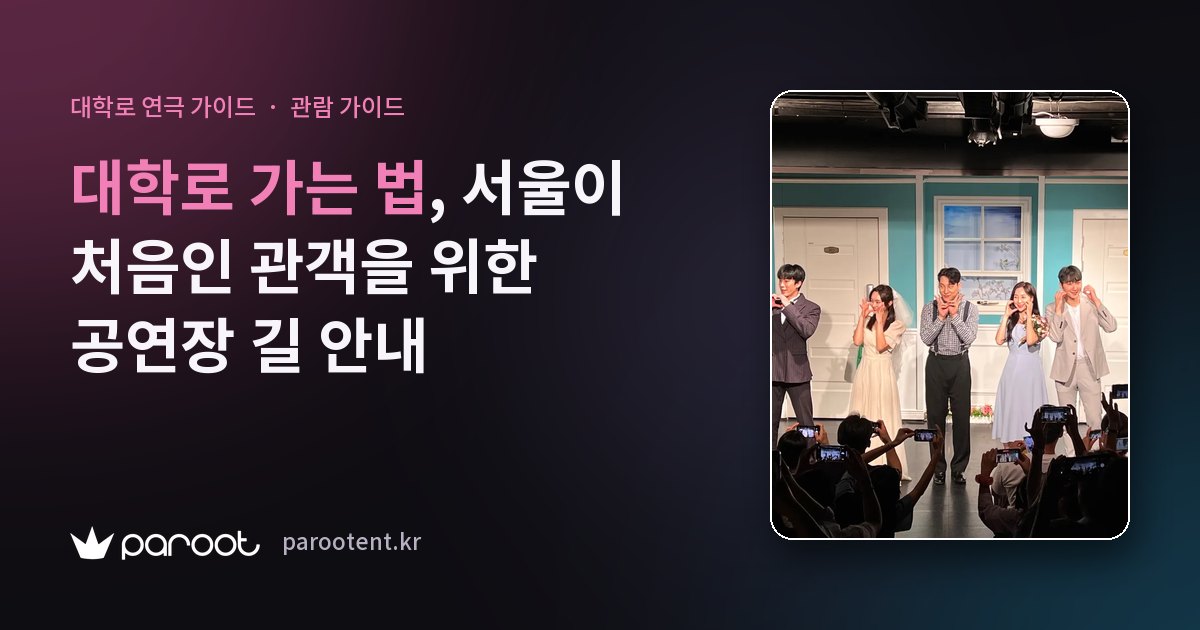 대학로 연극 가이드 · 관람 가이드
대학로 가는 법, 서울이
처음인 관객을 위한
공연장 길 안내
paroot parootent.kr